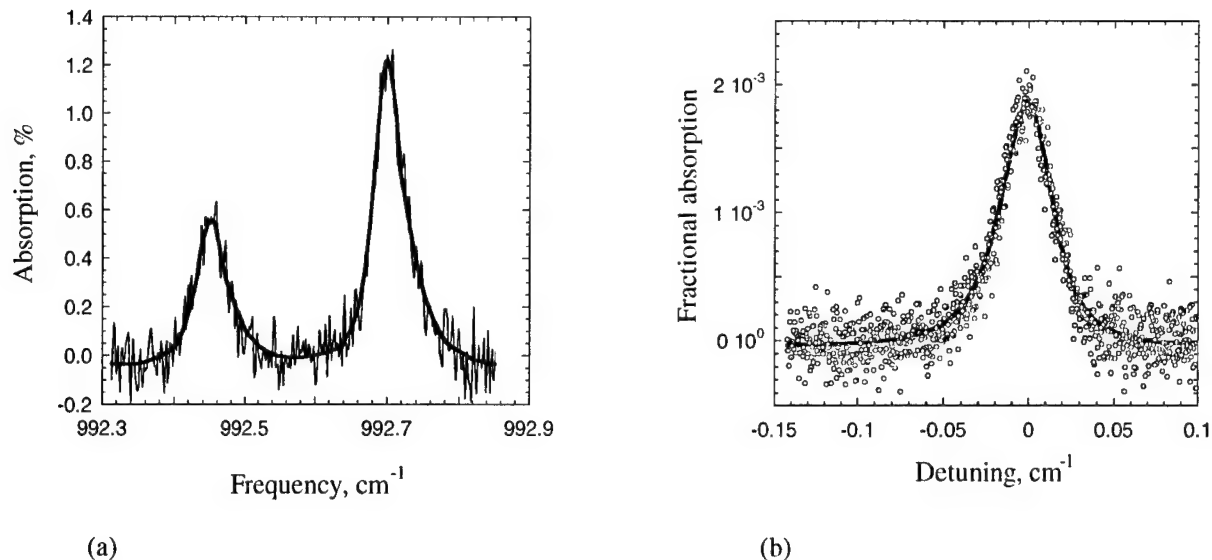 1.4
1.2
1.0
0.8
0.6
0.4
0.2
0.0
-0.2
Absorption, %
992.3 992.5 992.7 992.9
Frequency, cm-1
(a)
2 10-3
1 10-3
0 100
Fractional absorption
-0.15 -0.1 -0.05 0 0.05 0.1
Detuning, cm-1
(b)